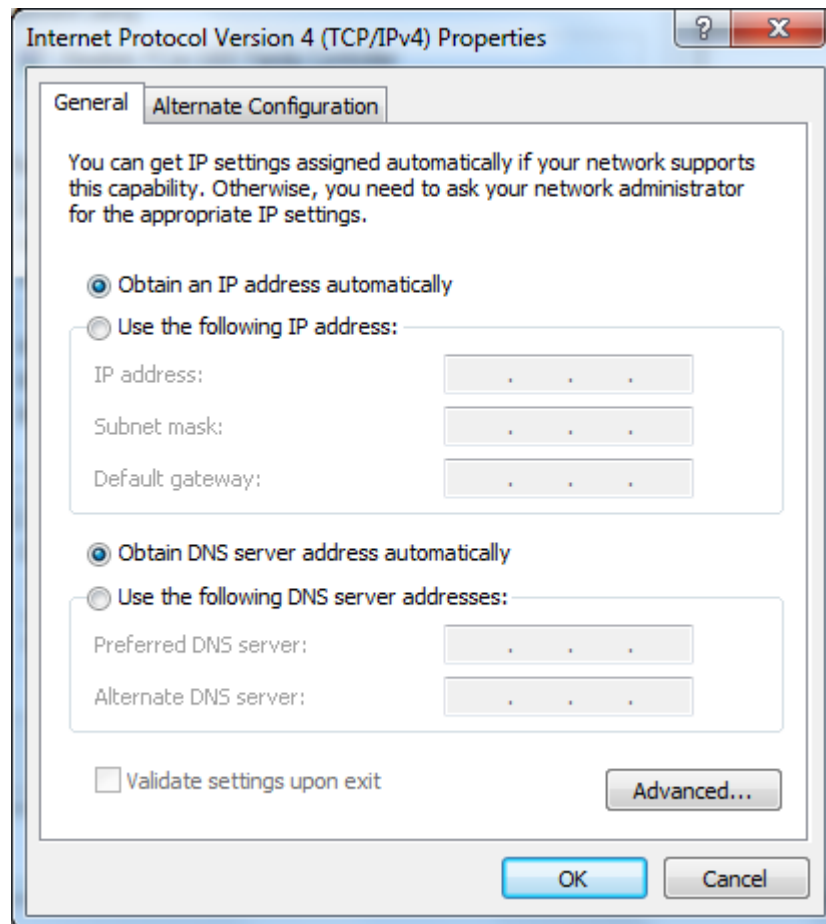 Internet Protocol Version 4 (TCP/IPv4) Properties
General
Alternate Configuration
You can get IP settings assigned automatically if your network supports
this capability. Otherwise, you need to ask your network administrator
for the appropriate IP settings.
Obtain an IP address automatically
Use the following IP address:
IP address: . . .
Subnet mask: . . .
Default gateway: . . .
Obtain DNS server address automatically
Use the following DNS server addresses:
Preferred DNS server: . . .
Alternate DNS server: . . .
Validate settings upon exit
Advanced...
OK
Cancel